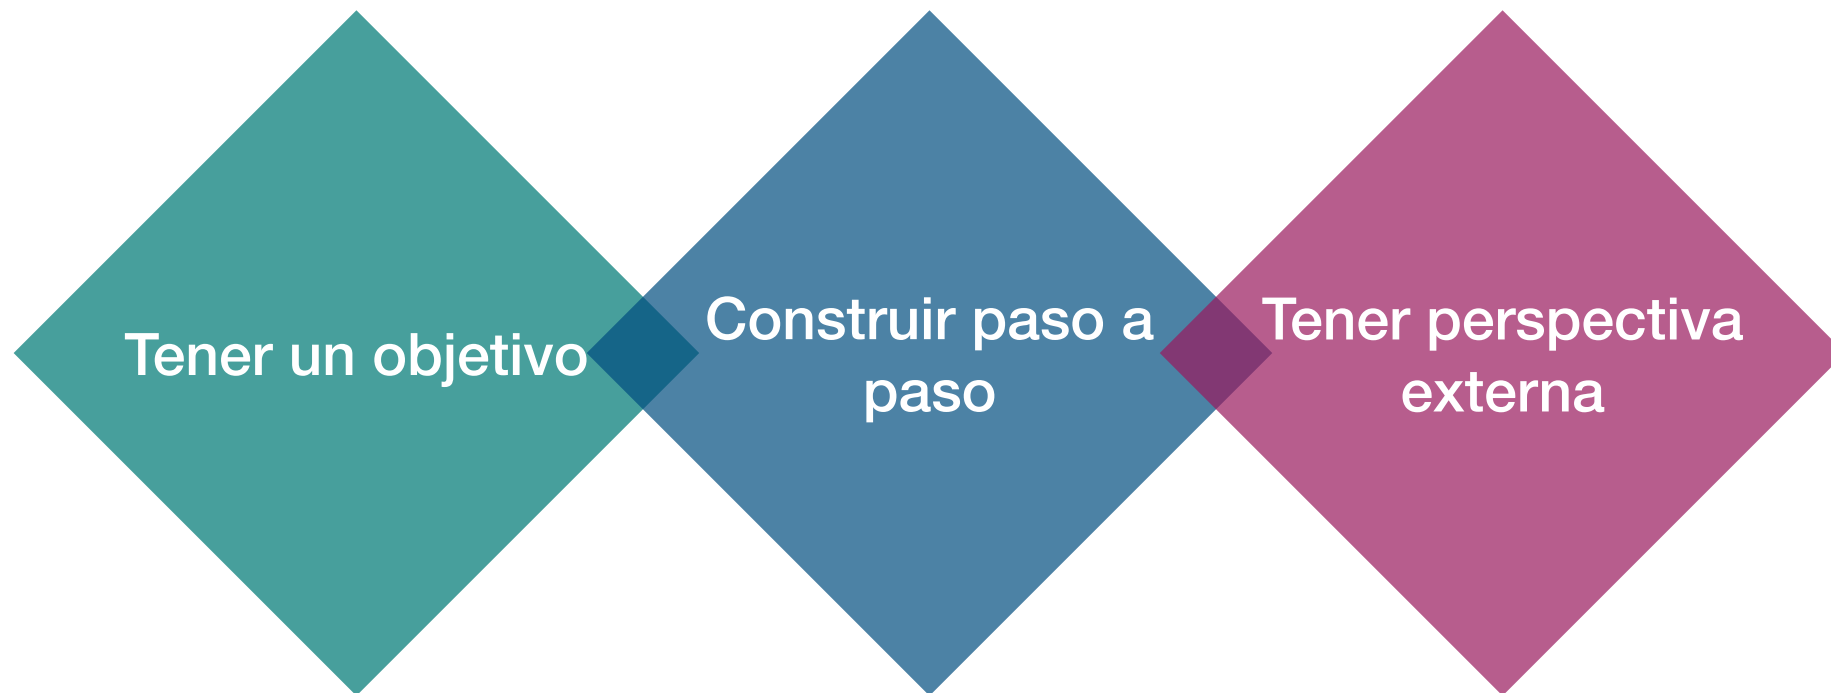 Tener un objetivo
Construir paso a
paso
Tener perspectiva
externa